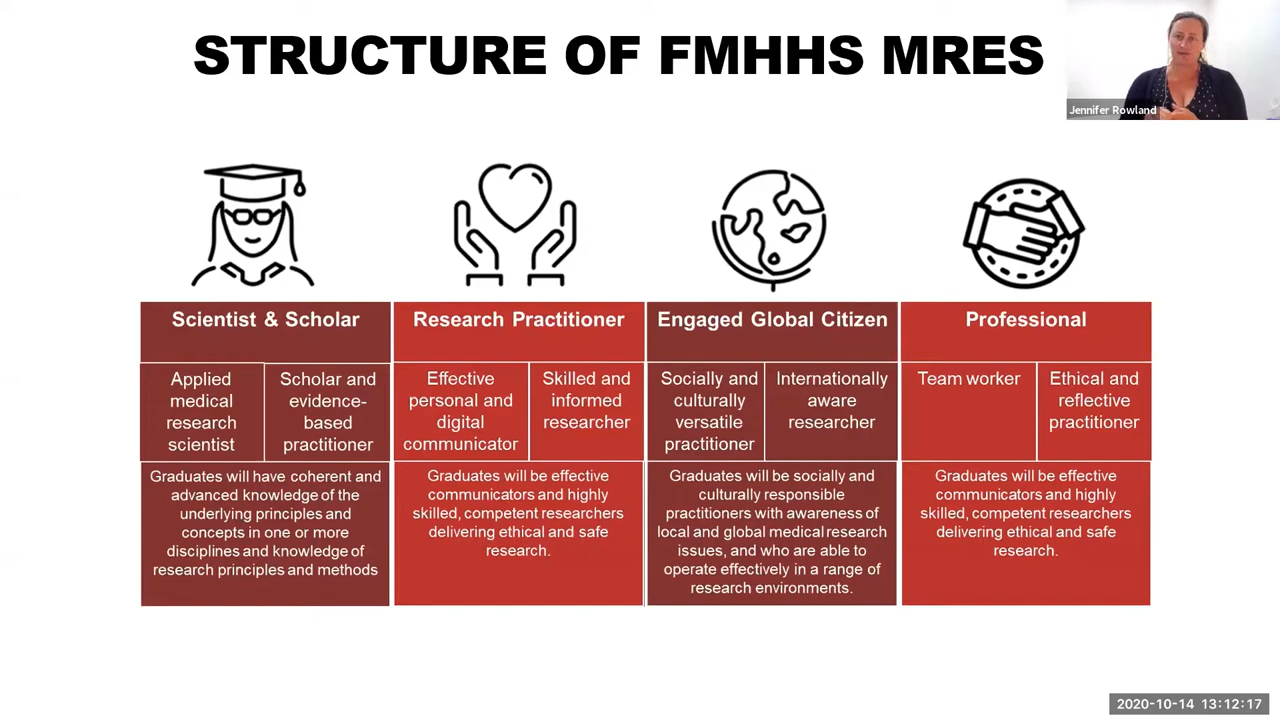 STRUCTURE OF FMHHS MRES
Jennifer Rowland
Scientist & Scholar
Applied
medical
research
scientist
Scholar and
evidence-
based
practitioner
Graduates will have coherent and
advanced knowledge of the
underlying principles and
concepts in one or more
disciplines and knowledge of
research principles and methods
Research Practitioner
Effective
personal and
digital
communicator
Skilled and
informed
researcher
Graduates will be effective
communicators and highly
skilled, competent researchers
delivering ethical and safe
research.
Engaged Global Citizen
Socially and
culturally
versatile
practitioner
Internationally
aware
researcher
Graduates will be socially and
culturally responsible
practitioners with awareness of
local and global medical research
issues, and who are able to
operate effectively in a range of
research environments.
Professional
Team worker
Ethical and
reflective
practitioner
Graduates will be effective
communicators and highly
skilled, competent researchers
delivering ethical and safe
research.
2020-10-14 13:12:17